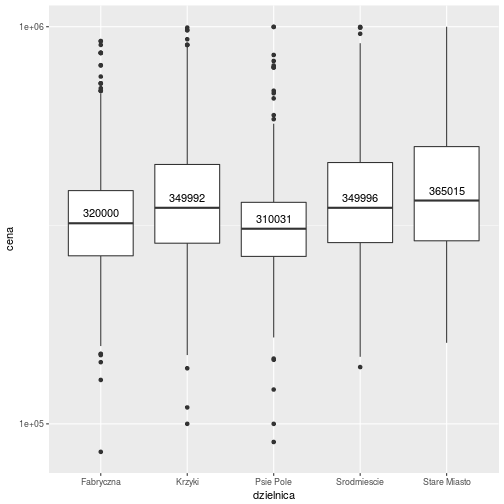 1e+06
320000
349992
310031
349996
365015
1e+05
cena
Fabryczna Krzyki Psie Pole Srodmiescie Stare Miasto
dzielnica